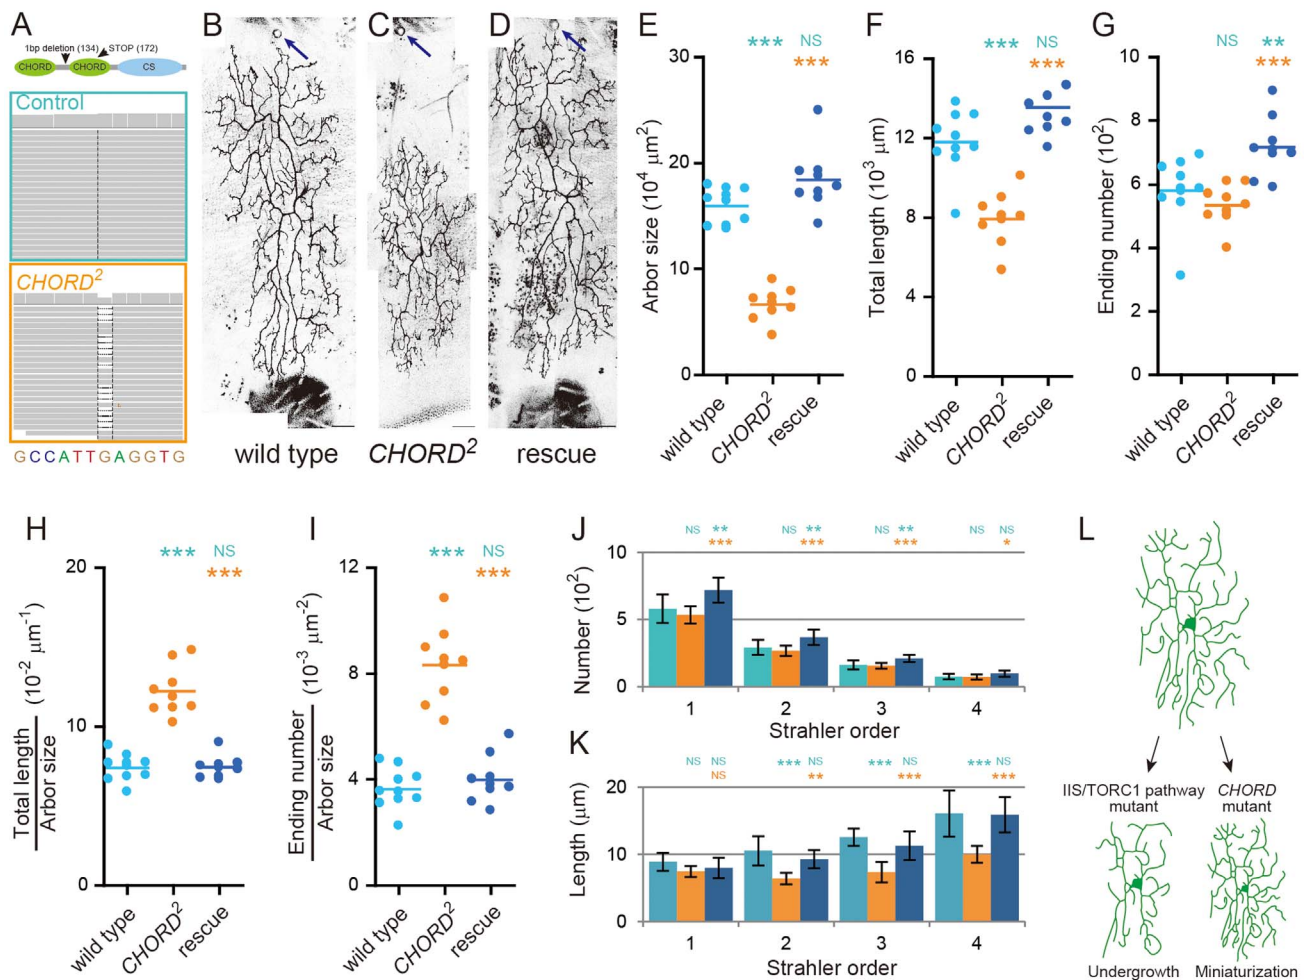 A
1bp deletion (134)
STOP (172)
CHORD
CHORD
CS
Control
CHORD²
GCCATTGAGGTG
B
wild type
C
CHORD²
D
rescue
E
***
NS
***
Arbor size (10⁴ μm²)
30
20
10
0
wild type
CHORD²
rescue
F
***
NS
***
Total length (10³ μm)
16
12
8
4
0
wild type
CHORD²
rescue
G
NS
**
***
Ending number (10²)
10
8
6
4
2
0
wild type
CHORD²
rescue
H
***
NS
***
Total length
Arbor size
(10⁻² μm⁻¹)
20
10
0
wild type
CHORD²
rescue
I
***
NS
***
Ending number
Arbor size
(10⁻³ μm⁻²)
12
8
4
0
wild type
CHORD²
rescue
J
NS **
***
NS **
***
NS **
***
NS NS
*
Number (10²)
10
5
0
1 2 3 4
Strahler order
K
NS NS
NS
*** NS
**
*** NS
***
*** NS
***
Length (μm)
20
10
0
1 2 3 4
Strahler order
L
IIS/TORC1 pathway
mutant
CHORD
mutant
Undergrowth
Miniaturization